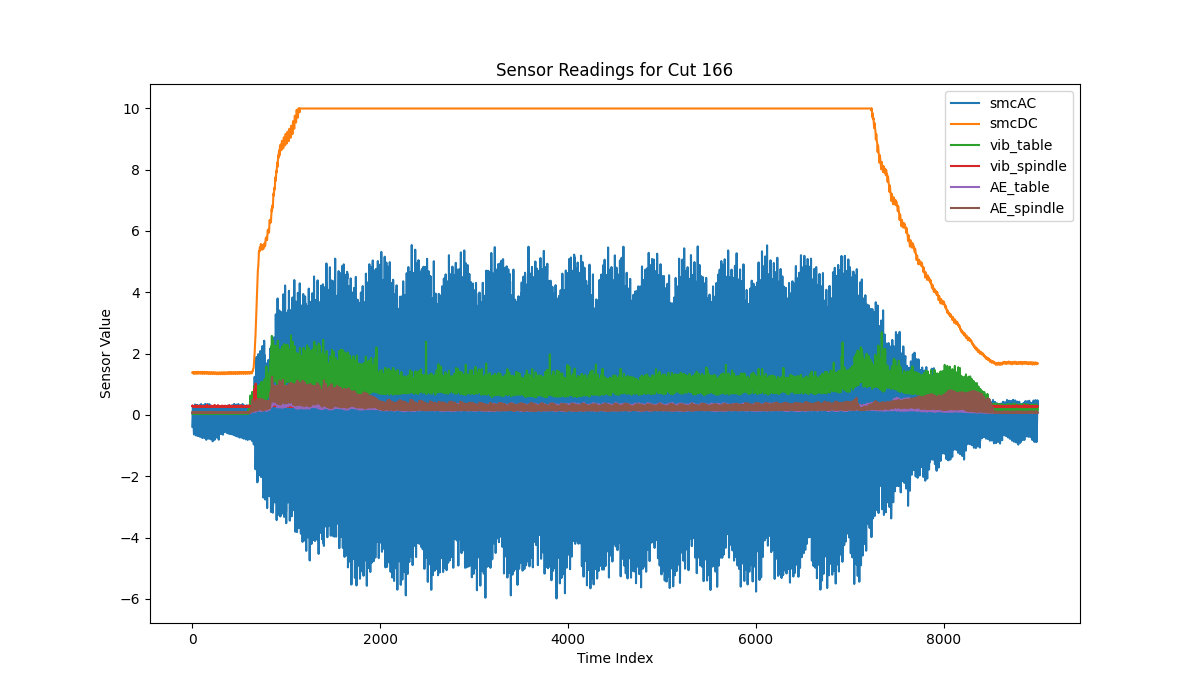 Sensor Readings for Cut 166
smcAC
smcDC
vib_table
vib_spindle
AE_table
AE_spindle
Sensor Value
10
8
6
4
2
0
−2
−4
−6
0 2000 4000 6000 8000
Time Index